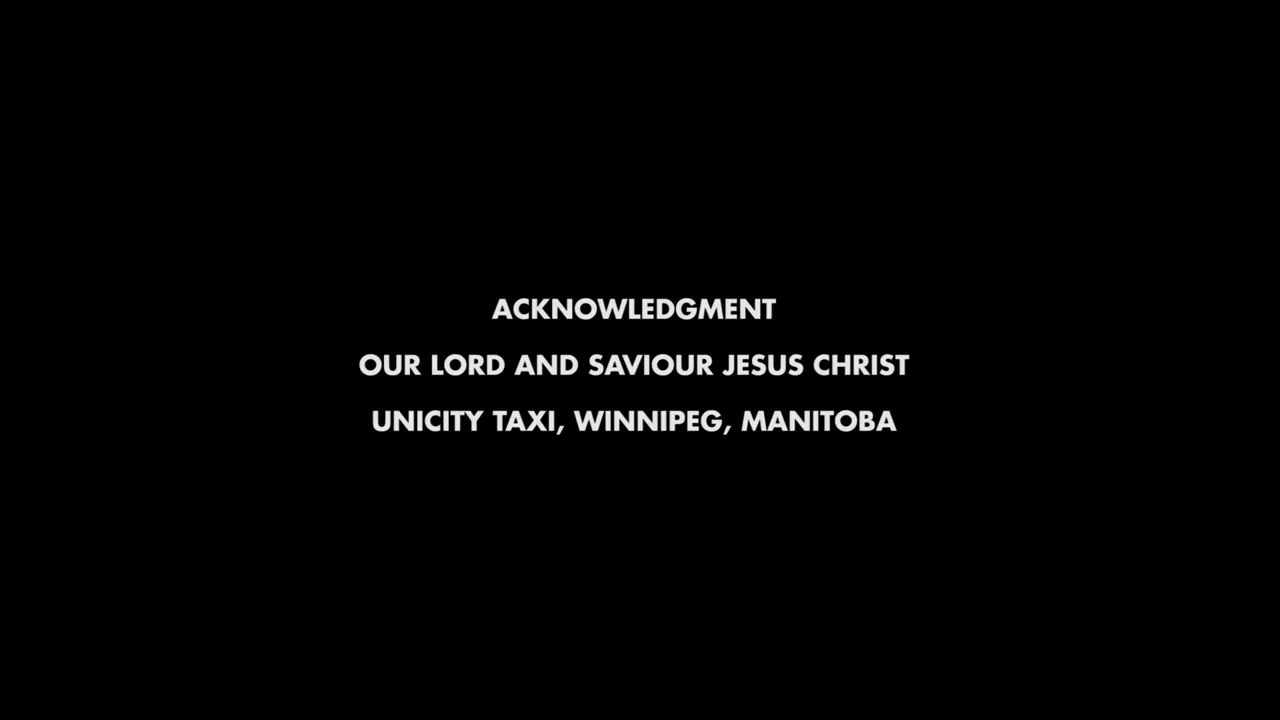 ACKNOWLEDGMENT
OUR LORD AND SAVIOUR JESUS CHRIST
UNICITY TAXI, WINNIPEG, MANITOBA